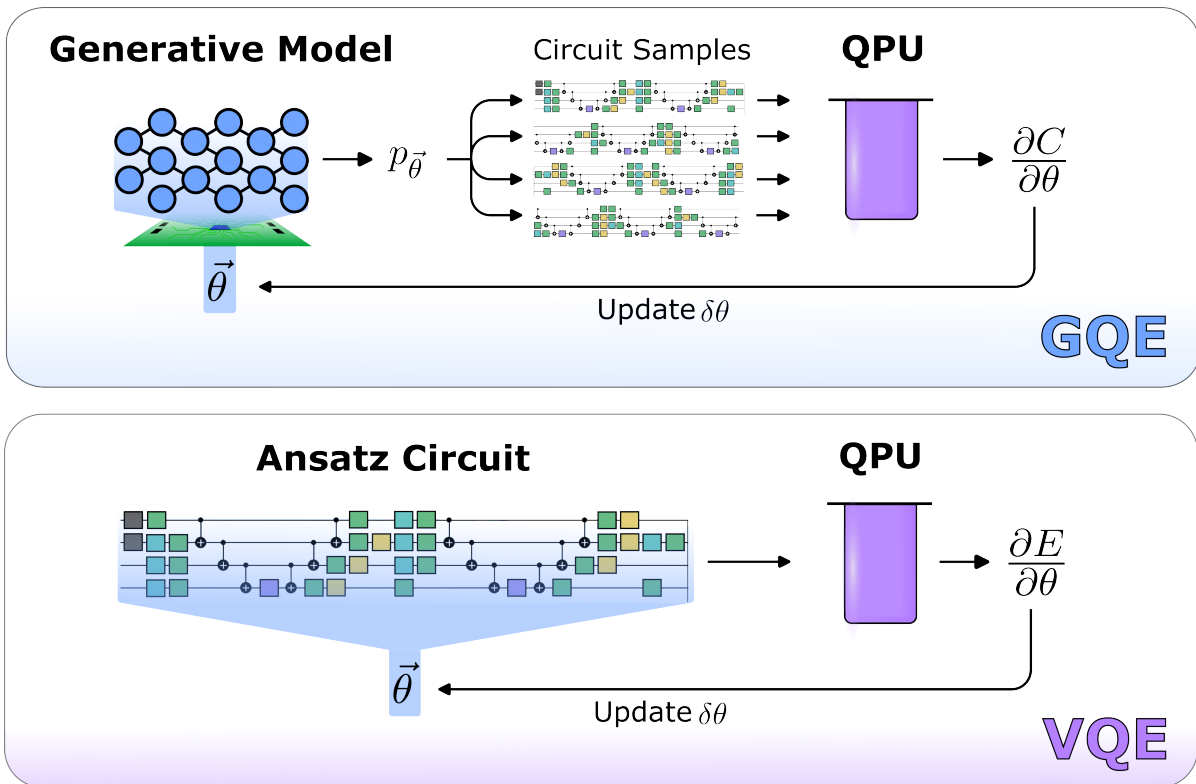 Generative Model
Circuit Samples
QPU
p_θ⃗
∂C
∂θ
θ⃗
Update δθ
GQE
Ansatz Circuit
QPU
∂E
∂θ
θ⃗
Update δθ
VQE